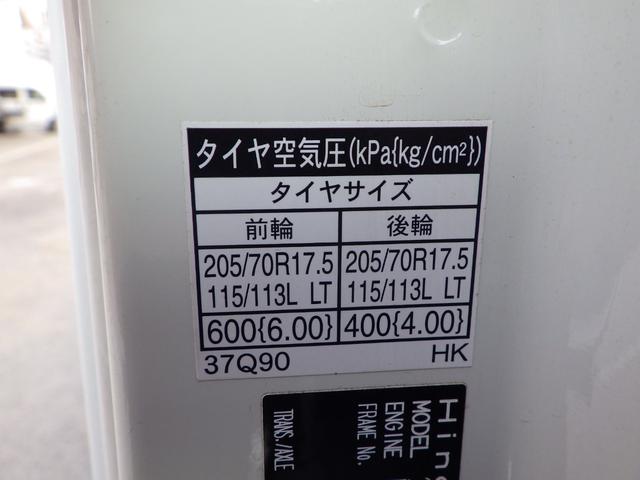 タイヤ空気圧(kPa{kg/cm²})
タイヤサイズ
前輪 後輪
205/70R17.5 205/70R17.5
115/113L LT 115/113L LT
600{6.00} 400{4.00}
37Q90 HK
MODEL
ENGINE
FRAME No.
TRANS./AXLE